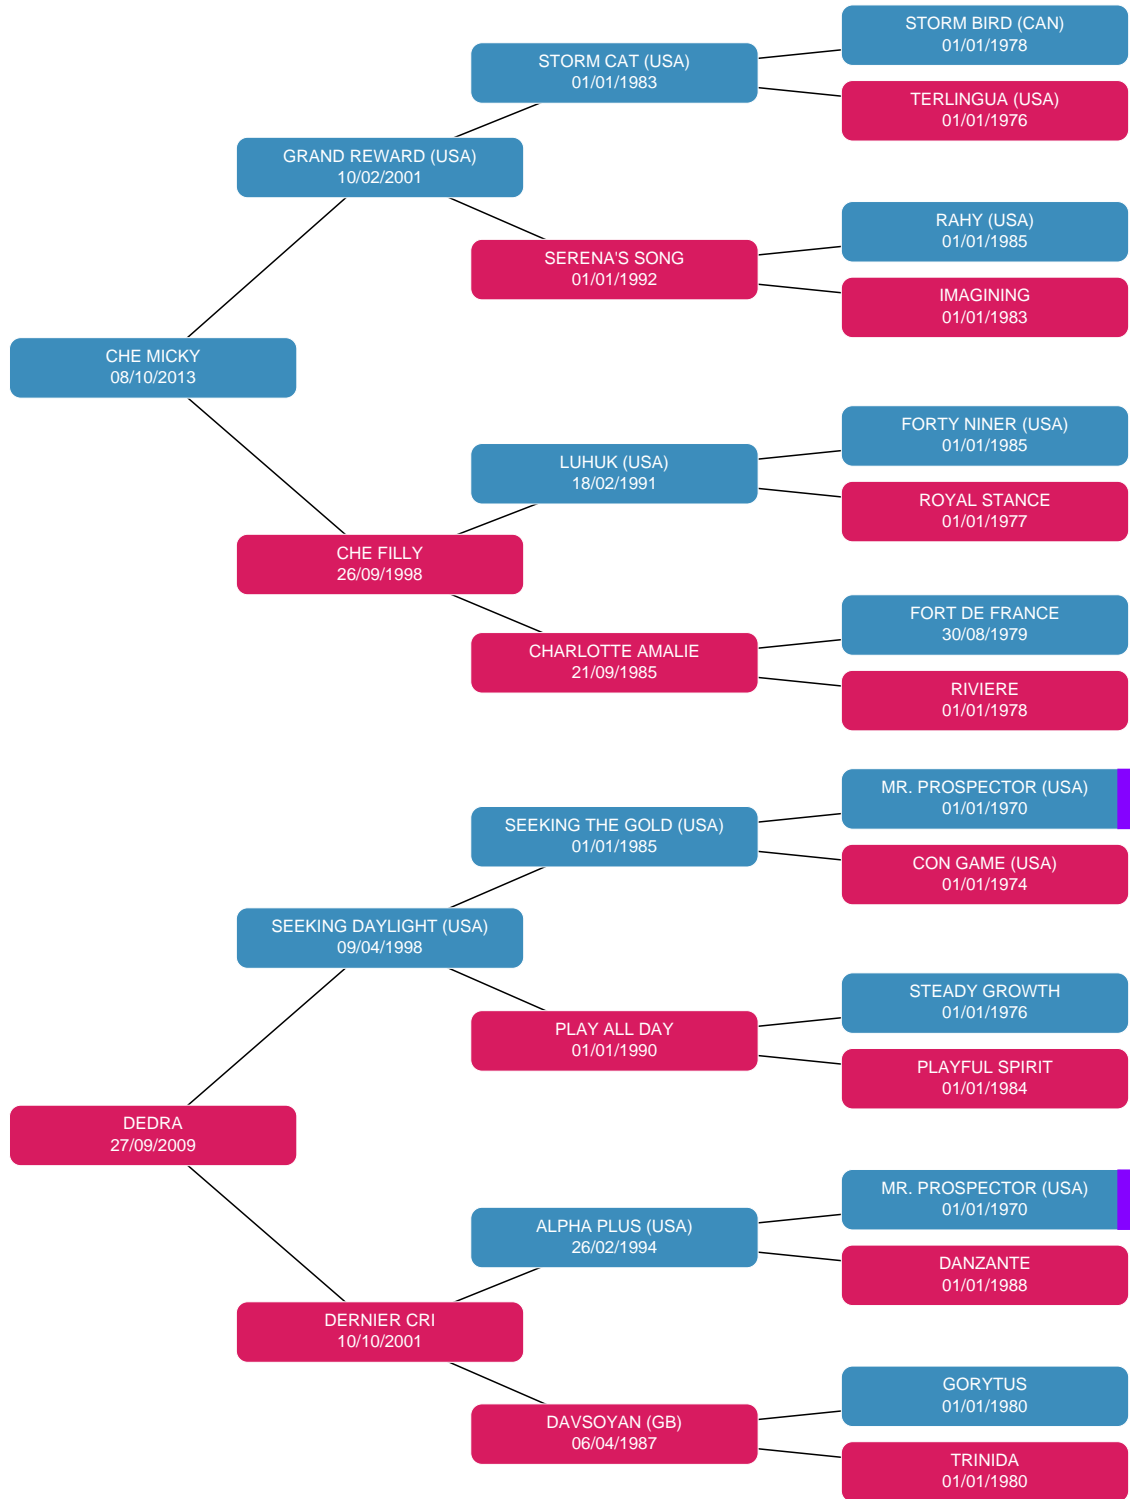 STORM BIRD (CAN)
01/01/1978
STORM CAT (USA)
01/01/1983
TERLINGUA (USA)
01/01/1976
GRAND REWARD (USA)
10/02/2001
RAHY (USA)
01/01/1985
SERENA'S SONG
01/01/1992
IMAGINING
01/01/1983
CHE MICKY
08/10/2013
FORTY NINER (USA)
01/01/1985
LUHUK (USA)
18/02/1991
ROYAL STANCE
01/01/1977
CHE FILLY
26/09/1998
FORT DE FRANCE
30/08/1979
CHARLOTTE AMALIE
21/09/1985
RIVIERE
01/01/1978
MR. PROSPECTOR (USA)
01/01/1970
SEEKING THE GOLD (USA)
01/01/1985
CON GAME (USA)
01/01/1974
SEEKING DAYLIGHT (USA)
09/04/1998
STEADY GROWTH
01/01/1976
PLAY ALL DAY
01/01/1990
PLAYFUL SPIRIT
01/01/1984
DEDRA
27/09/2009
MR. PROSPECTOR (USA)
01/01/1970
ALPHA PLUS (USA)
26/02/1994
DANZANTE
01/01/1988
DERNIER CRI
10/10/2001
GORYTUS
01/01/1980
DAVSOYAN (GB)
06/04/1987
TRINIDA
01/01/1980